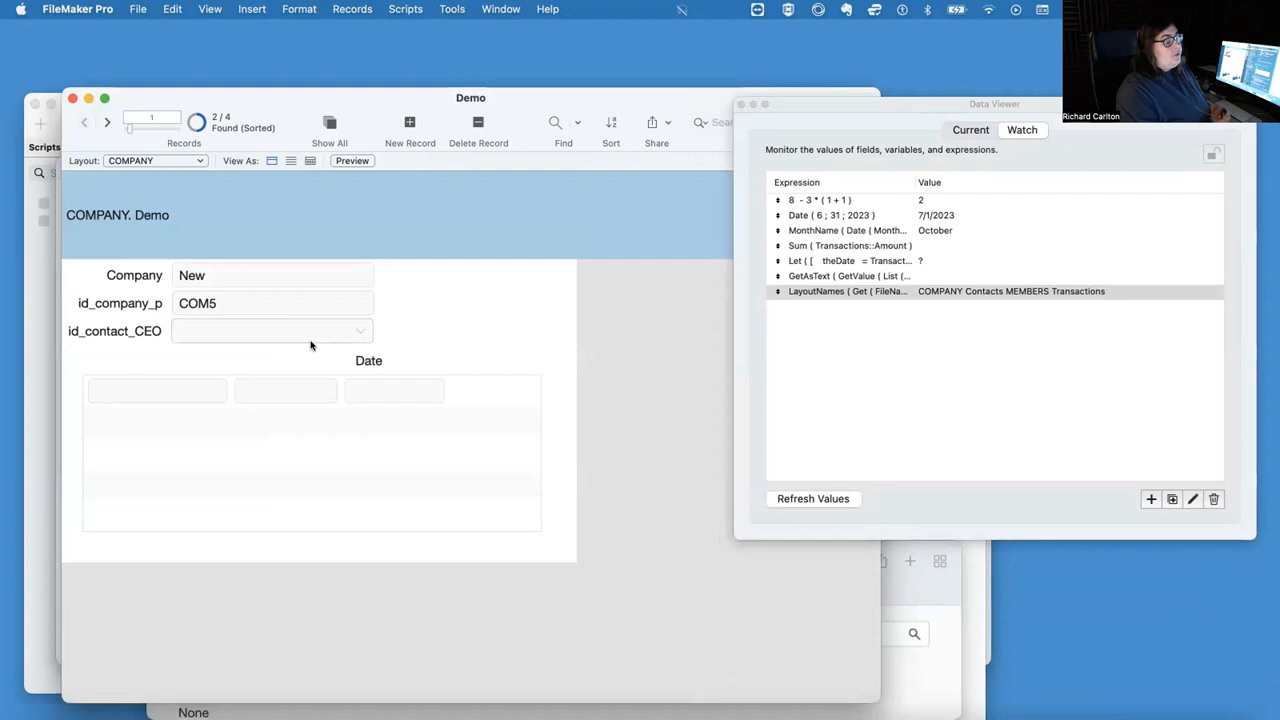 FileMaker Pro File Edit View Insert Format Records Scripts Tools Window Help
Richard Carlton
Demo
1
2 / 4
Found (Sorted)
Records
Show All
New Record
Delete Record
Find
Sort
Share
Sear
Layout: COMPANY
View As:
Preview
Scripts
S
COMPANY. Demo
Company New
id_company_p COM5
id_contact_CEO
Date
None
Data Viewer
Current Watch
Monitor the values of fields, variables, and expressions.
Expression Value
8 - 3 * ( 1 + 1 ) 2
Date ( 6 ; 31 ; 2023 ) 7/1/2023
MonthName ( Date ( Month... October
Sum ( Transactions::Amount )
Let ( [ theDate = Transact... ?
GetAsText ( GetValue ( List (...
LayoutNames ( Get ( FileNa... COMPANY Contacts MEMBERS Transactions
Refresh Values